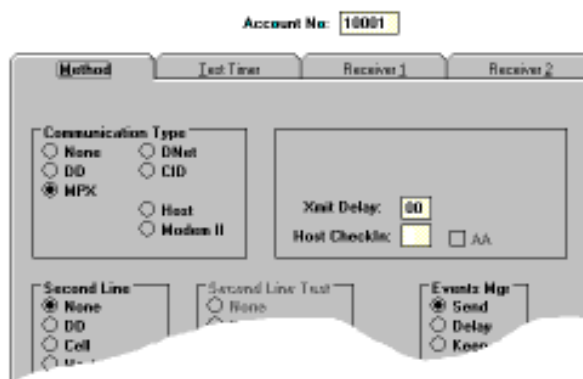 Account No: 10001
Method Test Timer Receiver 1 Receiver 2
Communication Type
None DNet
DD CID
MPX
Host
Modem II
Xmit Delay: 00
Host CheckIn: AA
Second Line
None
DD
Cell
Second Line Test
None
Events Mgr
Send
Delay
Keep